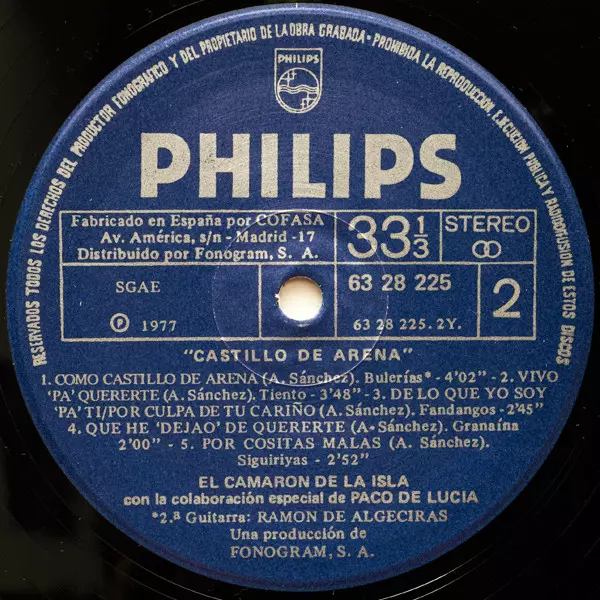 RESERVADOS TODOS LOS DERECHOS DEL PRODUCTOR FONOGRAFICO Y DEL PROPIETARIO DE LA OBRA GRABADA - PROHIBIDA LA REPRODUCCION, EJECUCION PUBLICA Y RADIODIFUSION DE ESTOS DISCOS
PHILIPS
PHILIPS
Fabricado en España por COFASA
Av. América, s/n - Madrid -17
Distribuido por Fonogram, S. A.
33 1/3
STEREO
SGAE
63 28 225
2
Ⓟ 1977
63 28 225.2Y.
"CASTILLO DE ARENA"
1. COMO CASTILLO DE ARENA (A. Sánchez). Bulerías* - 4'02" - 2. VIVO
'PA' QUERERTE (A. Sánchez). Tiento - 3'48" - 3. DE LO QUE YO SOY
'PA' TI/POR CULPA DE TU CARIÑO (A. Sánchez). Fandangos - 2'45"
4. QUE HE 'DEJAO' DE QUERERTE (A. Sánchez). Granaína
2'00" - 5. POR COSITAS MALAS (A. Sánchez).
Siguiriyas - 2'52"
EL CAMARON DE LA ISLA
con la colaboración especial de PACO DE LUCIA
*2.ª Guitarra: RAMON DE ALGECIRAS
Una producción de
FONOGRAM, S. A.